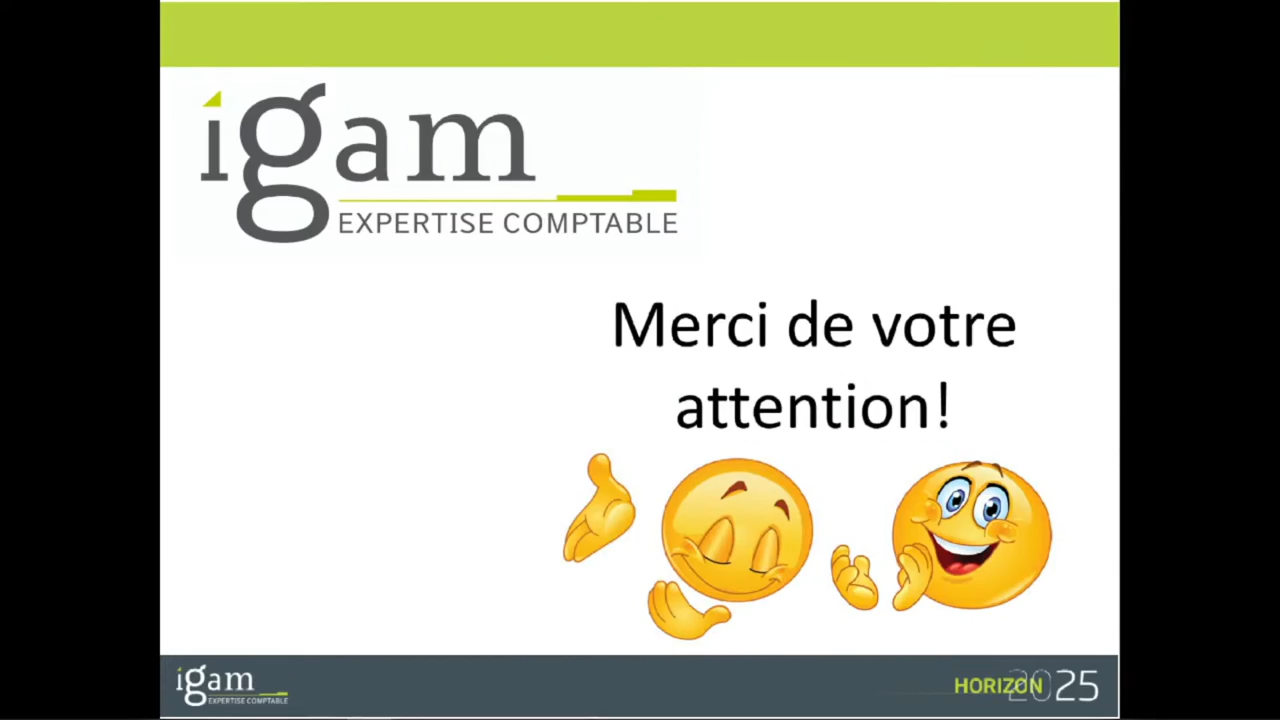 igam
EXPERTISE COMPTABLE
Merci de votre
attention!
igam
EXPERTISE COMPTABLE
HORIZON 2025